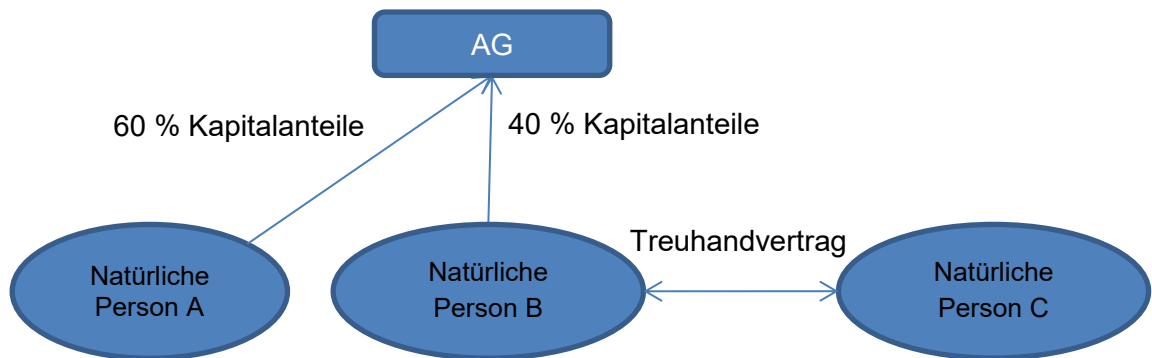 AG
60 % Kapitalanteile
40 % Kapitalanteile
Treuhandvertrag
Natürliche
Person A
Natürliche
Person B
Natürliche
Person C